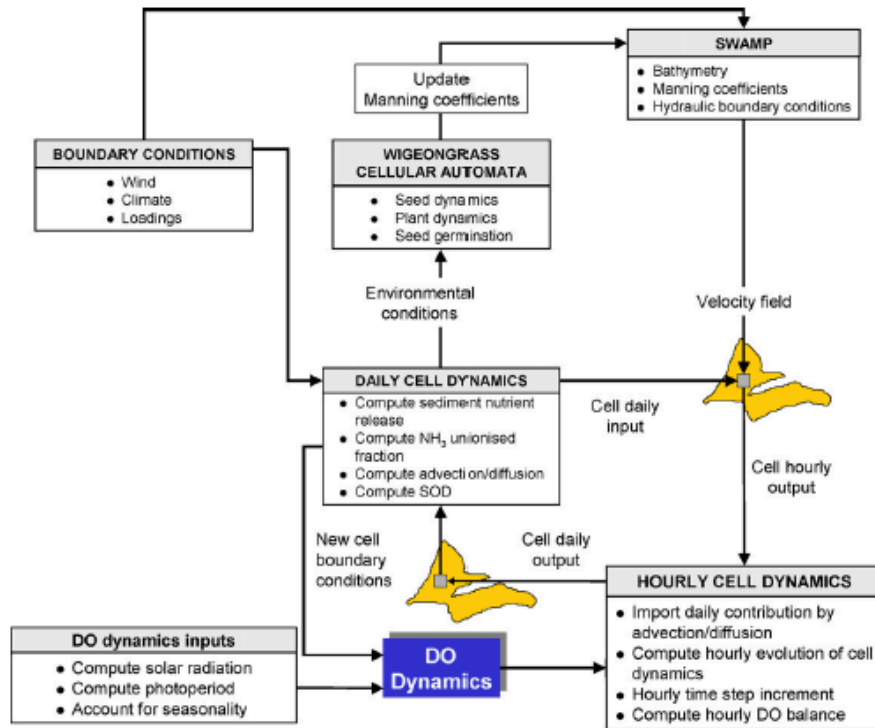 SWAMP
● Bathymetry
● Manning coefficients
● Hydraulic boundary conditions
Update
Manning coefficients
BOUNDARY CONDITIONS
● Wind
● Climate
● Loadings
WIGEONGRASS
CELLULAR AUTOMATA
● Seed dynamics
● Plant dynamics
● Seed germination
Environmental
conditions
Velocity field
DAILY CELL DYNAMICS
● Compute sediment nutrient
release
● Compute NH₃ unionised
fraction
● Compute advection/diffusion
● Compute SOD
Cell daily
input
Cell hourly
output
New cell
boundary
conditions
Cell daily
output
HOURLY CELL DYNAMICS
● Import daily contribution by
advection/diffusion
● Compute hourly evolution of cell
dynamics
● Hourly time step increment
● Compute hourly DO balance
DO dynamics inputs
● Compute solar radiation
● Compute photoperiod
● Account for seasonality
DO
Dynamics